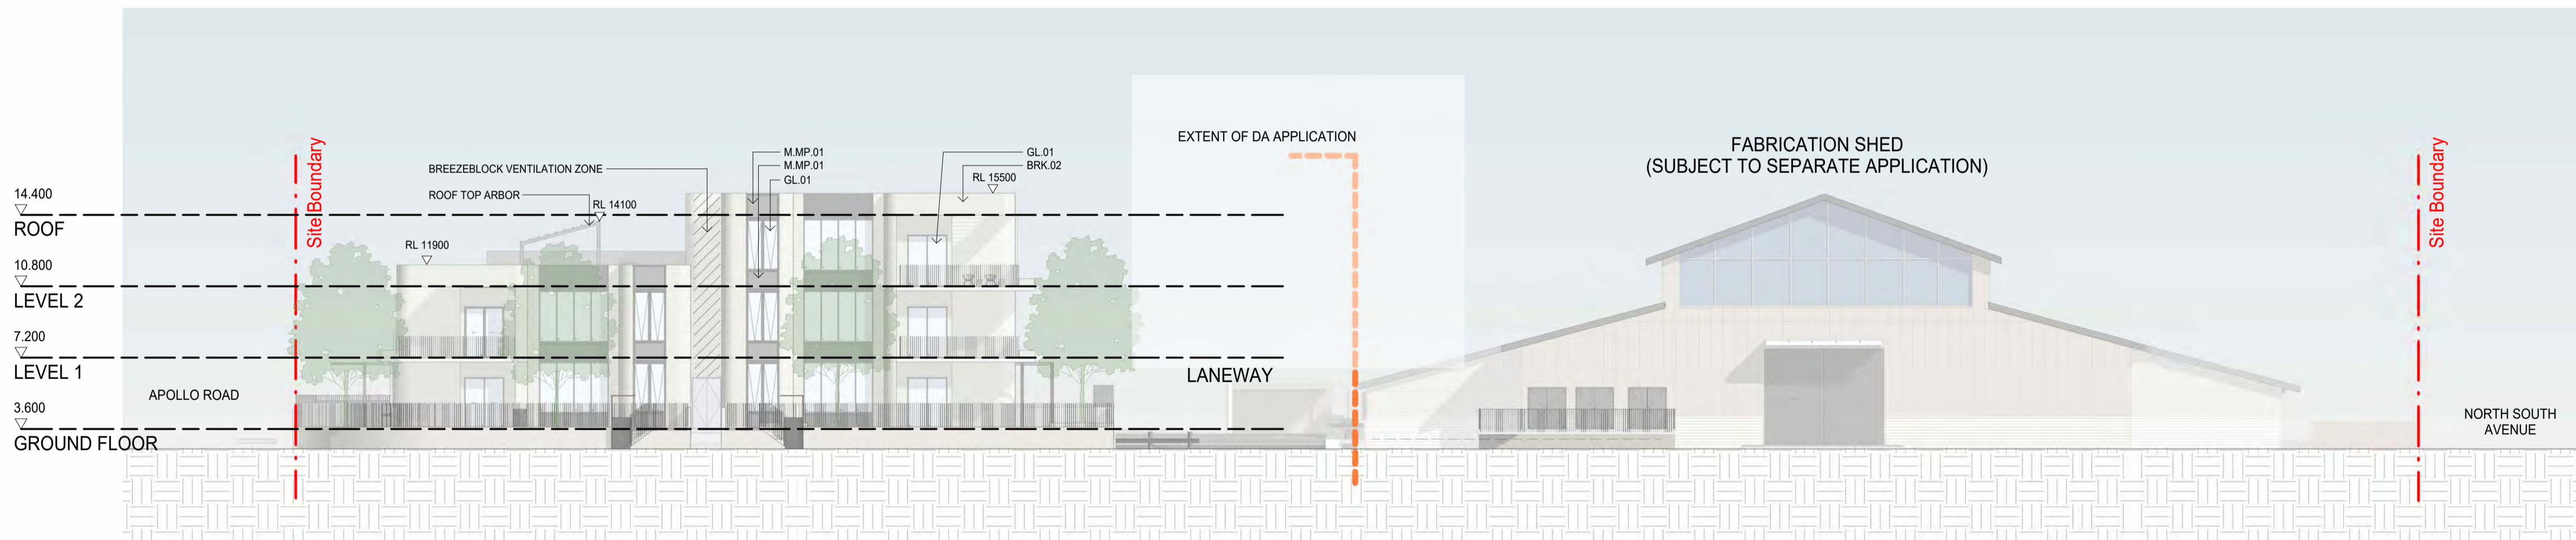 14.400
ROOF
10.800
LEVEL 2
7.200
LEVEL 1
3.600
GROUND FLOOR
APOLLO ROAD
Site Boundary
RL 11900
BREEZEBLOCK VENTILATION ZONE
ROOF TOP ARBOR
RL 14100
M.MP.01
M.MP.01
GL.01
GL.01
BRK.02
RL 15500
EXTENT OF DA APPLICATION
LANEWAY
FABRICATION SHED
(SUBJECT TO SEPARATE APPLICATION)
Site Boundary
NORTH SOUTH
AVENUE